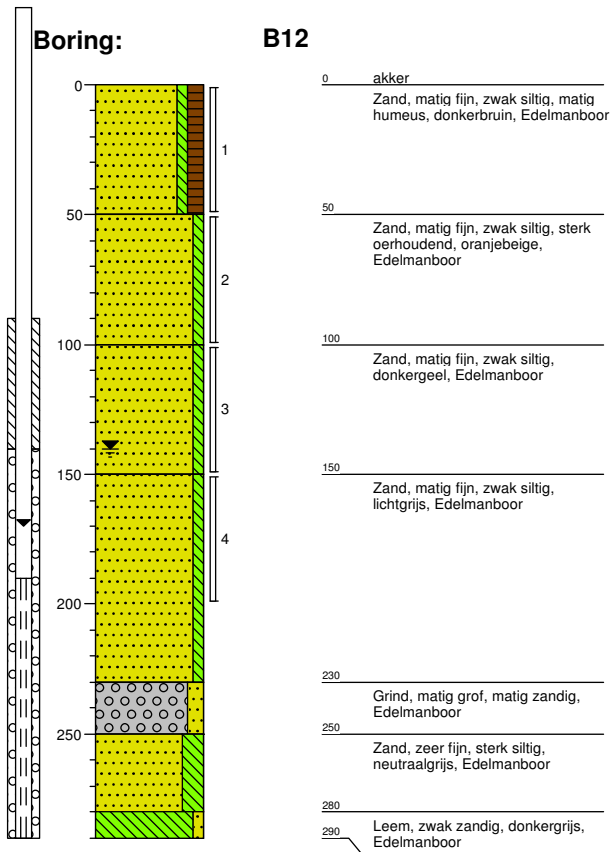 Boring: B12
0
50
100
150
200
250
1
2
3
4
0 akker
Zand, matig fijn, zwak siltig, matig
humeus, donkerbruin, Edelmanboor
50
Zand, matig fijn, zwak siltig, sterk
oerhoudend, oranjebeige,
Edelmanboor
100
Zand, matig fijn, zwak siltig,
donkergeel, Edelmanboor
150
Zand, matig fijn, zwak siltig,
lichtgrijs, Edelmanboor
230
Grind, matig grof, matig zandig,
Edelmanboor
250
Zand, zeer fijn, sterk siltig,
neutraalgrijs, Edelmanboor
280
Leem, zwak zandig, donkergrijs,
Edelmanboor
290